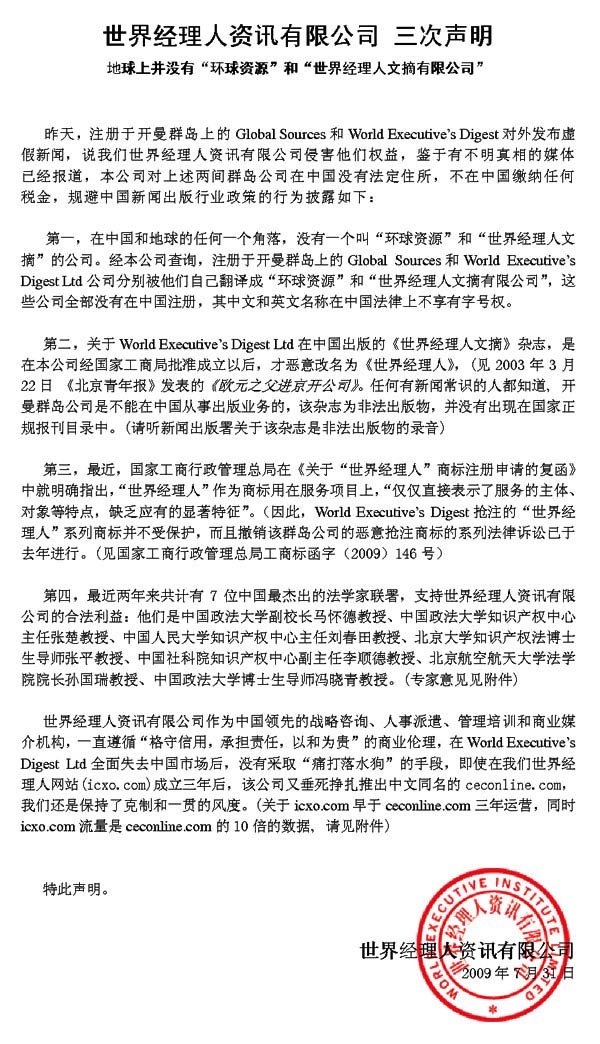 世界经理人资讯有限公司 三次声明
地球上并没有“环球资源”和“世界经理人文摘有限公司”
昨天，注册于开曼群岛上的 Global Sources 和 World Executive’s Digest 对外发布虚
假新闻，说我们世界经理人资讯有限公司侵害他们权益，鉴于有不明真相的媒体
已经报道，本公司对上述两间群岛公司在中国没有法定住所，不在中国缴纳任何
税金，规避中国新闻出版行业政策的行为披露如下：
第一，在中国和地球的任何一个角落，没有一个叫“环球资源”和“世界经理人文
摘”的公司。经本公司查询，注册于开曼群岛上的 Global Sources 和 World Executive’s
Digest Ltd 公司分别被他们自己翻译成“环球资源”和“世界经理人文摘有限公司”，这
些公司全部没有在中国注册，其中文和英文名称在中国法律上不享有字号权。
第二，关于 World Executive’s Digest Ltd 在中国出版的《世界经理人文摘》杂志，是
在本公司经国家工商局批准成立以后，才恶意改名为《世界经理人》，(见 2003 年 3 月
22 日 《北京青年报》发表的《欧元之父进京开公司》。任何有新闻常识的人都知道, 开
曼群岛公司是不能在中国从事出版业务的，该杂志为非法出版物，并没有出现在国家正
规报刊目录中。(请听新闻出版署关于该杂志是非法出版物的录音)
第三，最近，国家工商行政管理总局在《关于“世界经理人”商标注册申请的复函》
中就明确指出，“世界经理人”作为商标用在服务项目上，“仅仅直接表示了服务的主体、
对象等特点，缺乏应有的显著特征”。（因此，World Executive’s Digest 抢注的“世界经
理人”系列商标并不受保护，而且撤销该群岛公司的恶意抢注商标的系列法律诉讼已于
去年进行。(见国家工商行政管理总局工商标函字（2009）146 号）
第四，最近两年来共计有 7 位中国最杰出的法学家联署，支持世界经理人资讯有限
公司的合法利益：他们是中国政法大学副校长马怀德教授、中国政法大学知识产权中心
主任张楚教授、中国人民大学知识产权中心主任刘春田教授、北京大学知识产权法博士
生导师张平教授、中国社科院知识产权中心副主任李顺德教授、北京航空航天大学法学
院院长孙国瑞教授、中国政法大学博士生导师冯晓青教授。(专家意见见附件)
世界经理人资讯有限公司作为中国领先的战略咨询、人事派遣、管理培训和商业媒
介机构，一直遵循“恪守信用，承担责任，以和为贵”的商业伦理，在 World Executive’s
Digest Ltd 全面失去中国市场后，没有采取“痛打落水狗”的手段，即使在我们世界经
理人网站(icxo.com)成立三年后，该公司又垂死挣扎推出中文同名的 ceconline.com，
我们还是保持了克制和一贯的风度。(关于 icxo.com 早于 ceconline.com 三年运营，同时
icxo.com 流量是 ceconline.com 的 10 倍的数据, 请见附件)
特此声明。
世界经理人资讯有限公司
2009 年 7 月 31 日
WORLD EXECUTIVE INSTITUTE LIMITED
世界经理人资讯有限公司